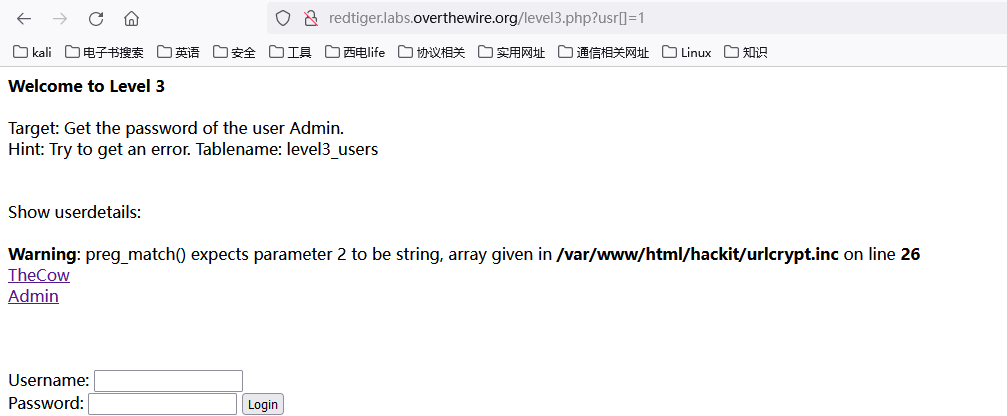 redtiger.labs.overthewire.org/level3.php?usr[]=1
kali 电子书搜索 英语 安全 工具 西电life 协议相关 实用网址 通信相关网址 Linux 知识
Welcome to Level 3
Target: Get the password of the user Admin.
Hint: Try to get an error. Tablename: level3_users
Show userdetails:
Warning: preg_match() expects parameter 2 to be string, array given in /var/www/html/hackit/urlcrypt.inc on line 26
TheCow
Admin
Username:
Password: Login